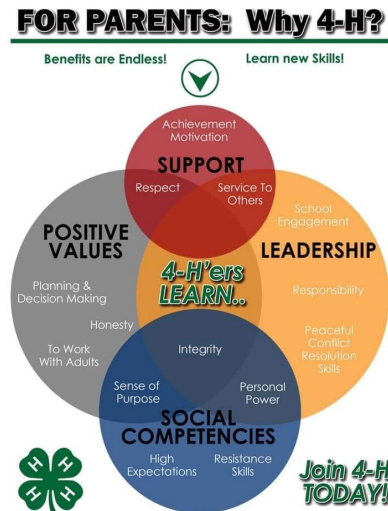 FOR PARENTS: Why 4-H?
Benefits are Endless!
Learn new Skills!
Achievement
Motivation
SUPPORT
Respect
Service To
Others
School
Engagement
POSITIVE
VALUES
LEADERSHIP
4-H'ers
LEARN..
Planning &
Decision Making
Responsibility
Honesty
Peaceful
Conflict
Resolution
Skills
To Work
With Adults
Integrity
Sense of
Purpose
Personal
Power
SOCIAL
COMPETENCIES
High
Expectations
Resistance
Skills
H H
H H
Join 4-H
TODAY!